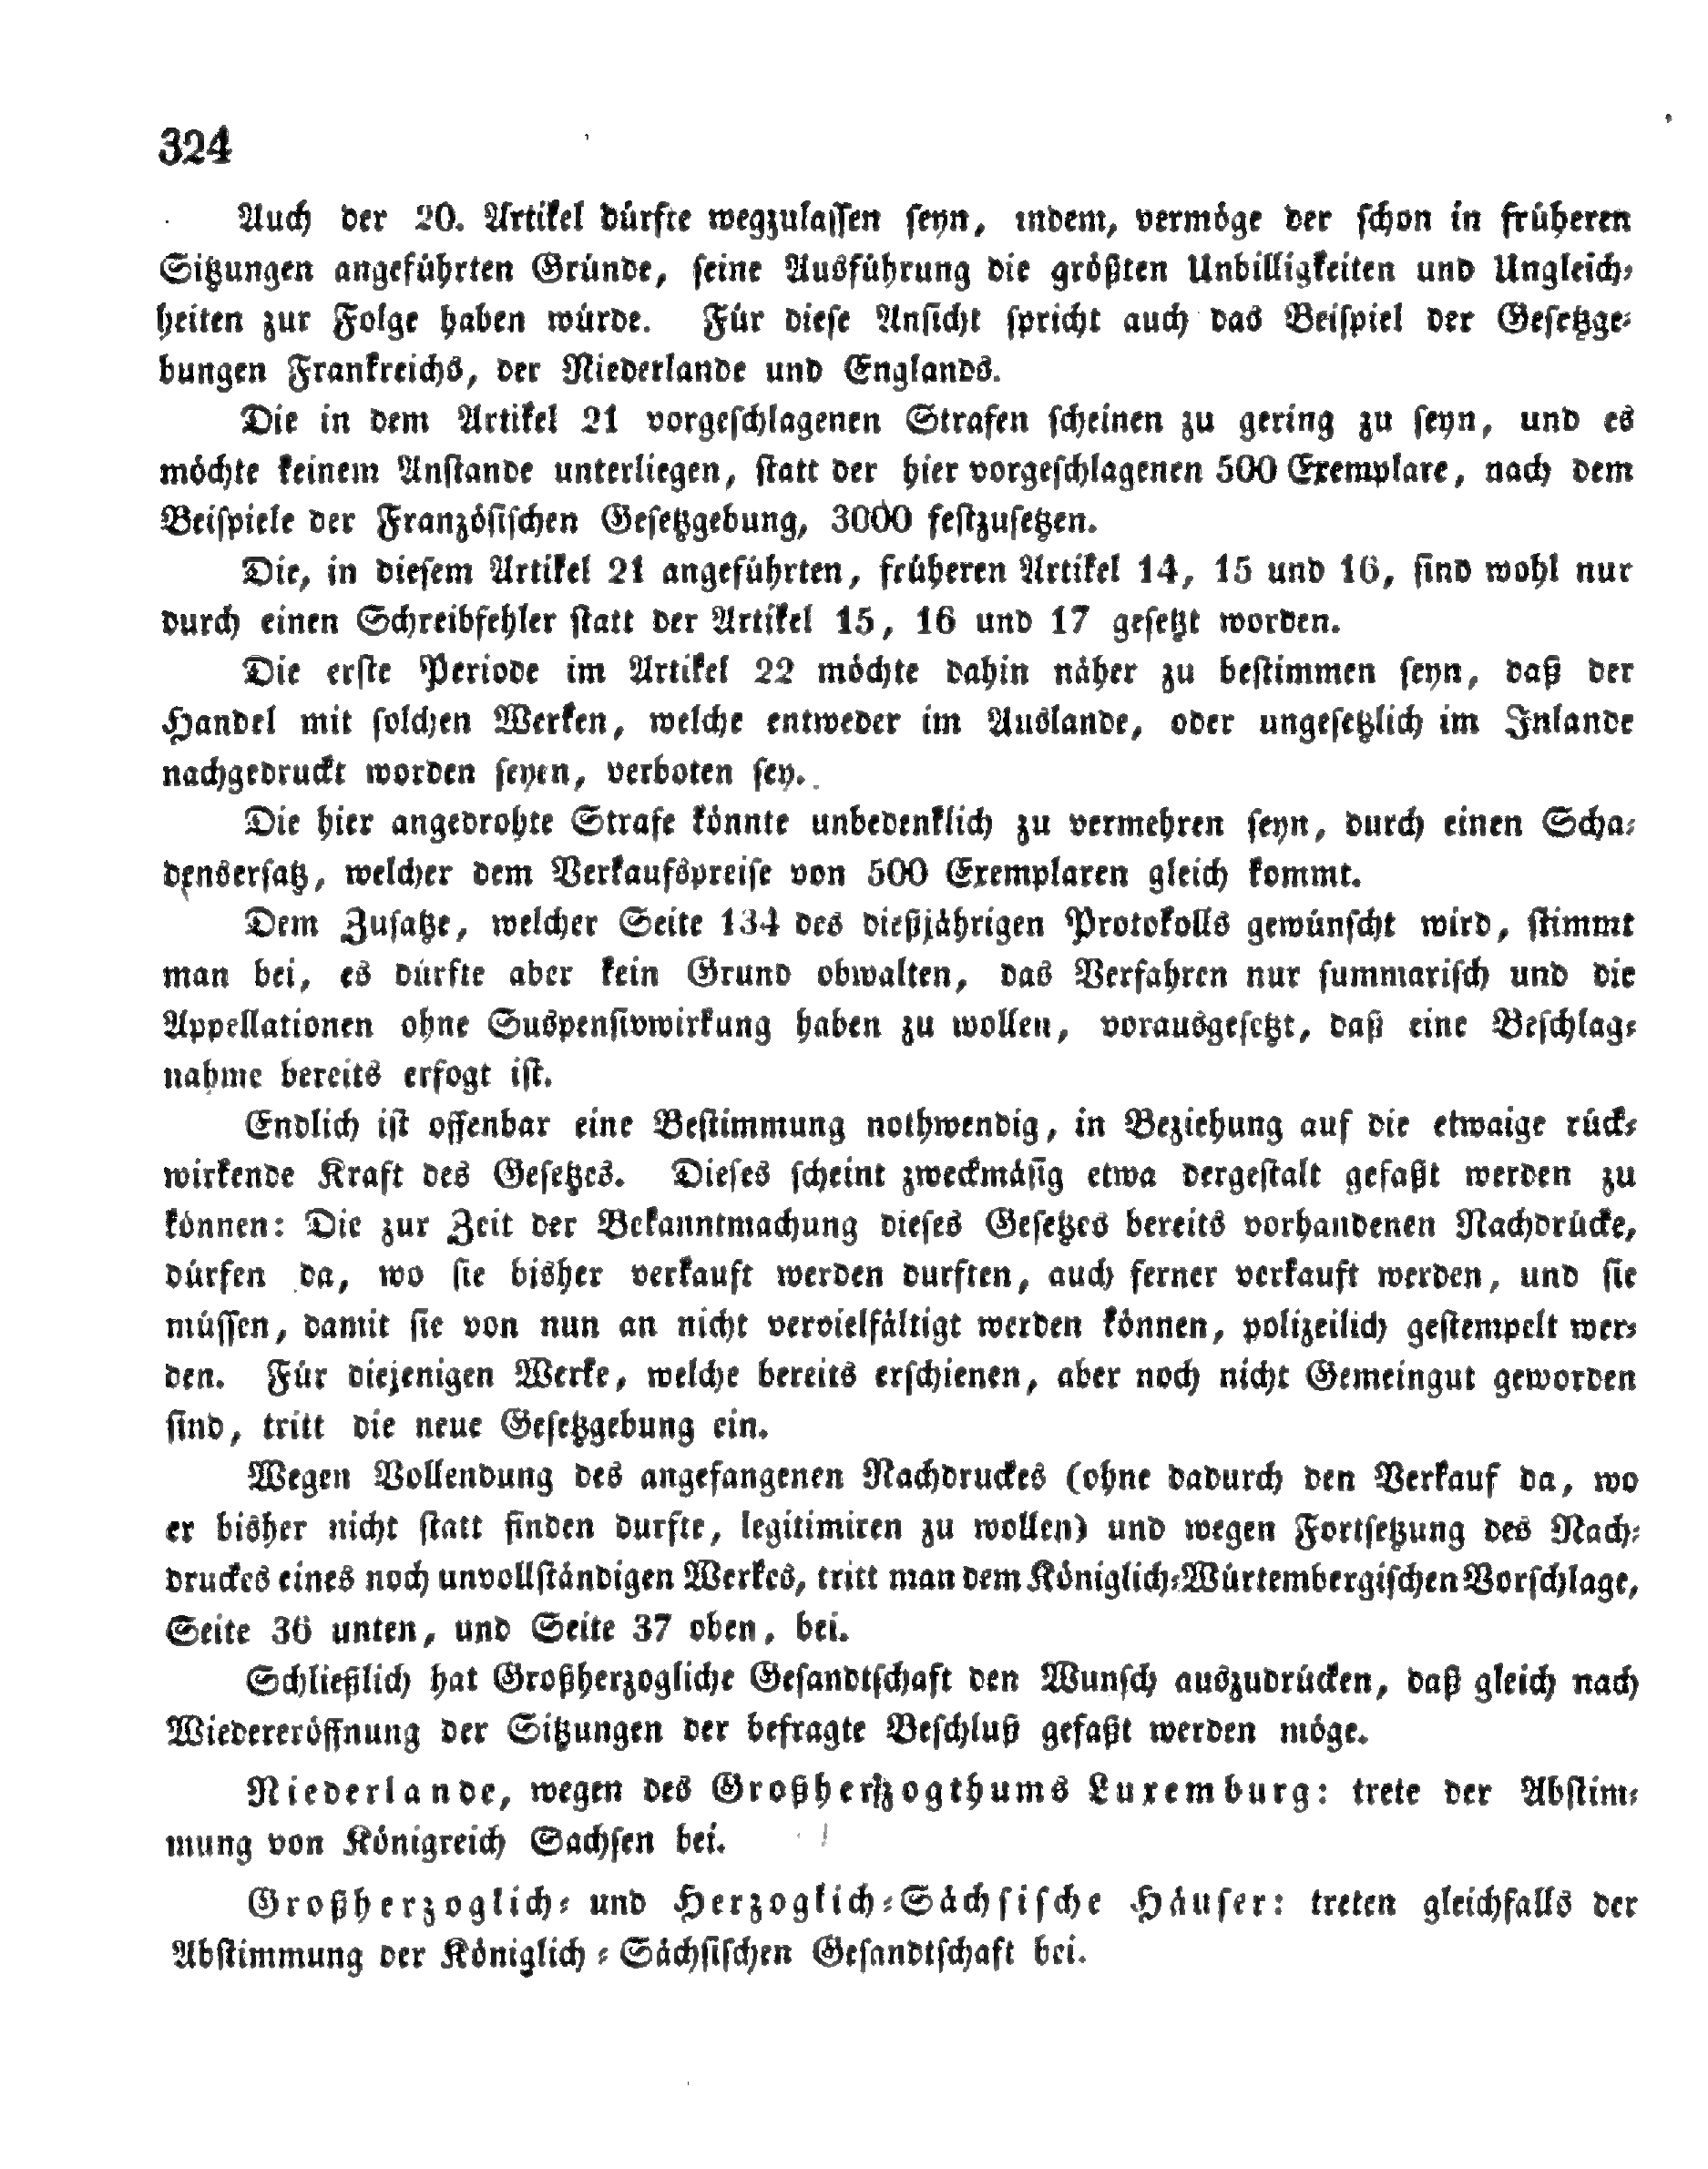 324
Auch der 20. Artikel dürfte wegzulassen seyn, indem, vermöge der schon in früheren
Sitzungen angeführten Gründe, seine Ausführung die größten Unbilligkeiten und Ungleich-
heiten zur Folge haben würde. Für diese Ansicht spricht auch das Beispiel der Gesetzge-
bungen Frankreichs, der Niederlande und Englands.
Die in dem Artikel 21 vorgeschlagenen Strafen scheinen zu gering zu seyn, und es
möchte keinem Anstande unterliegen, statt der hier vorgeschlagenen 500 Exemplare, nach dem
Beispiele der Französischen Gesetzgebung, 3000 festzusetzen.
Die, in diesem Artikel 21 angeführten, früheren Artikel 14, 15 und 16, sind wohl nur
durch einen Schreibfehler statt der Artikel 15, 16 und 17 gesetzt worden.
Die erste Periode im Artikel 22 möchte dahin näher zu bestimmen seyn, daß der
Handel mit solchen Werken, welche entweder im Auslande, oder ungesetzlich im Inlande
nachgedruckt worden seyen, verboten sey.
Die hier angedrohte Strafe könnte unbedenklich zu vermehren seyn, durch einen Scha-
densersatz, welcher dem Verkaufspreise von 500 Exemplaren gleich kommt.
Dem Zusatze, welcher Seite 134 des dießjährigen Protokolls gewünscht wird, stimmt
man bei, es dürfte aber kein Grund obwalten, das Verfahren nur summarisch und die
Appellationen ohne Suspensivwirkung haben zu wollen, vorausgesetzt, daß eine Beschlag-
nahme bereits erfogt ist.
Endlich ist offenbar eine Bestimmung nothwendig, in Beziehung auf die etwaige rück-
wirkende Kraft des Gesetzes. Dieses scheint zweckmäsig etwa dergestalt gefaßt werden zu
können: Die zur Zeit der Bekanntmachung dieses Gesetzes bereits vorhandenen Nachdrücke,
dürfen da, wo sie bisher verkauft werden durften, auch ferner verkauft werden, und sie
müssen, damit sie von nun an nicht vervielfältigt werden können, polizeilich gestempelt wer-
den. Für diejenigen Werke, welche bereits erschienen, aber noch nicht Gemeingut geworden
sind, tritt die neue Gesetzgebung ein.
Wegen Vollendung des angefangenen Nachdruckes (ohne dadurch den Verkauf da, wo
er bisher nicht statt finden durfte, legitimiren zu wollen) und wegen Fortsetzung des Nach-
druckes eines noch unvollständigen Werkes, tritt man dem Königlich-Würtembergischen Vorschlage,
Seite 36 unten, und Seite 37 oben, bei.
Schließlich hat Großherzogliche Gesandtschaft den Wunsch auszudrücken, daß gleich nach
Wiedereröffnung der Sitzungen der befragte Beschluß gefaßt werden möge.
Niederlande, wegen des Großherzogthums Luxemburg: trete der Abstim-
mung von Königreich Sachsen bei.
Großherzoglich- und Herzoglich-Sächsische Häuser: treten gleichfalls der
Abstimmung der Königlich-Sächsischen Gesandtschaft bei.